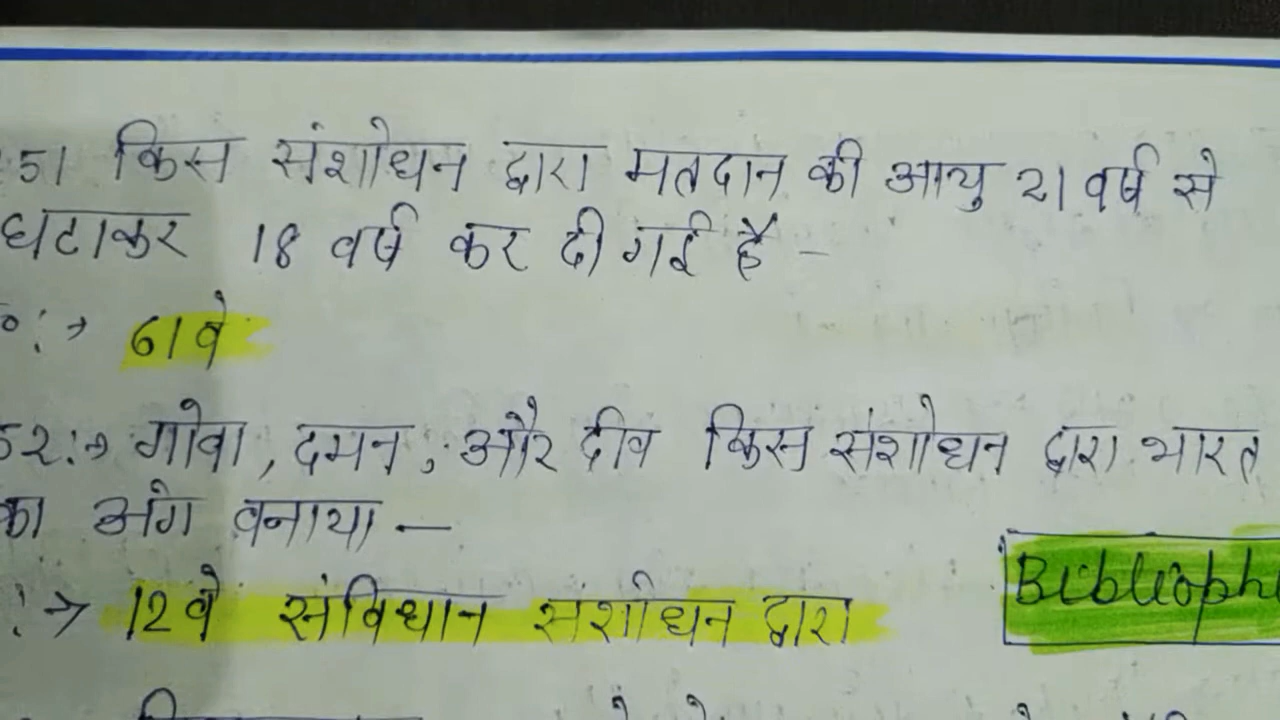 51 किस संशोधन द्वारा मतदान की आयु 21 वर्ष से
घटाकर 18 वर्ष कर दी गई है –
:→ 61वे
52:→ गोवा, दमन, और दीव किस संशोधन द्वारा भारत
का अंग बनाया —
:→ 12वे संविधान संशोधन द्वारा
Bibliophi